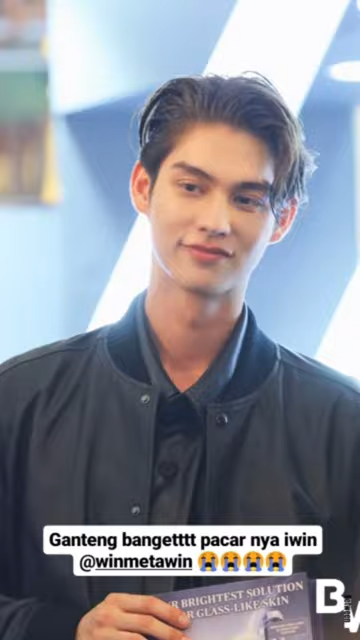 Ganteng bangetttt pacar nya iwin
@winmetawin 😭😭😭😭
R BRIGHTEST SOLUTION
R GLASS-LIKE SKIN
B